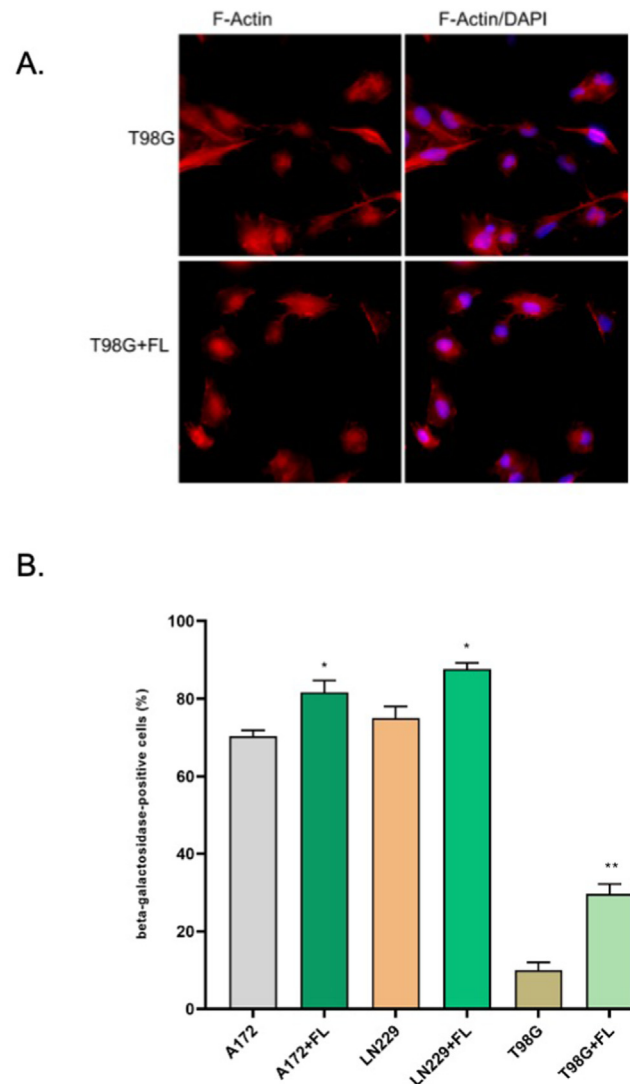 F-Actin F-Actin/DAPI
A.
T98G
T98G+FL
B.
beta-galactosidase-positive cells (%)
100
80
60
40
20
0
* * **
A172 A172+FL LN229 LN229+FL T98G T98G+FL